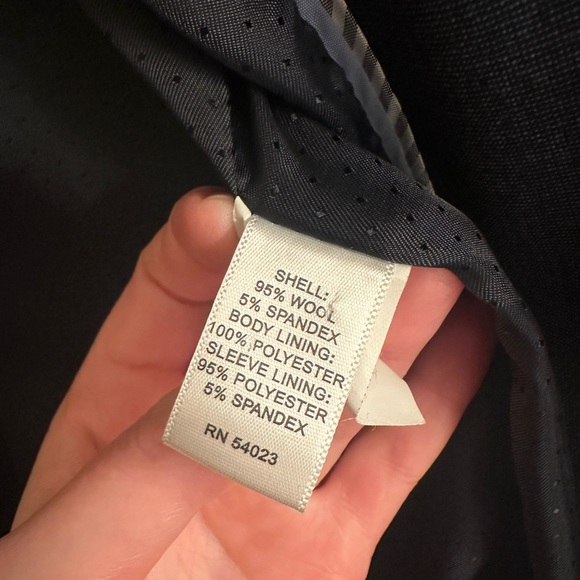 SHELL:
95% WOOL
5% SPANDEX
BODY LINING:
100% POLYESTER
SLEEVE LINING:
95% POLYESTER
5% SPANDEX
RN 54023